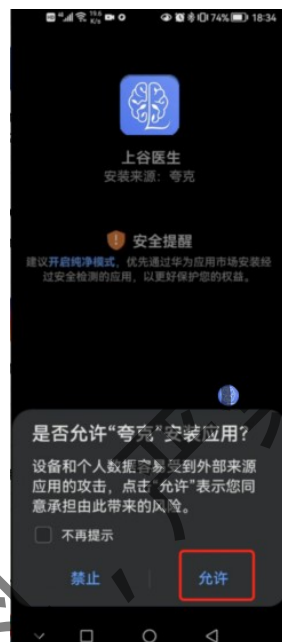 46 19.6 K/s 74% 18:34
上谷医生
安装来源：夸克
安全提醒
建议开启纯净模式，优先通过华为应用市场安装经
过安全检测的应用，以更好保护您的权益。
是否允许“夸克”安装应用？
设备和个人数据容易受到外部来源
应用的攻击，点击“允许”表示您同
意承担由此带来的风险。
不再提示
禁止 允许